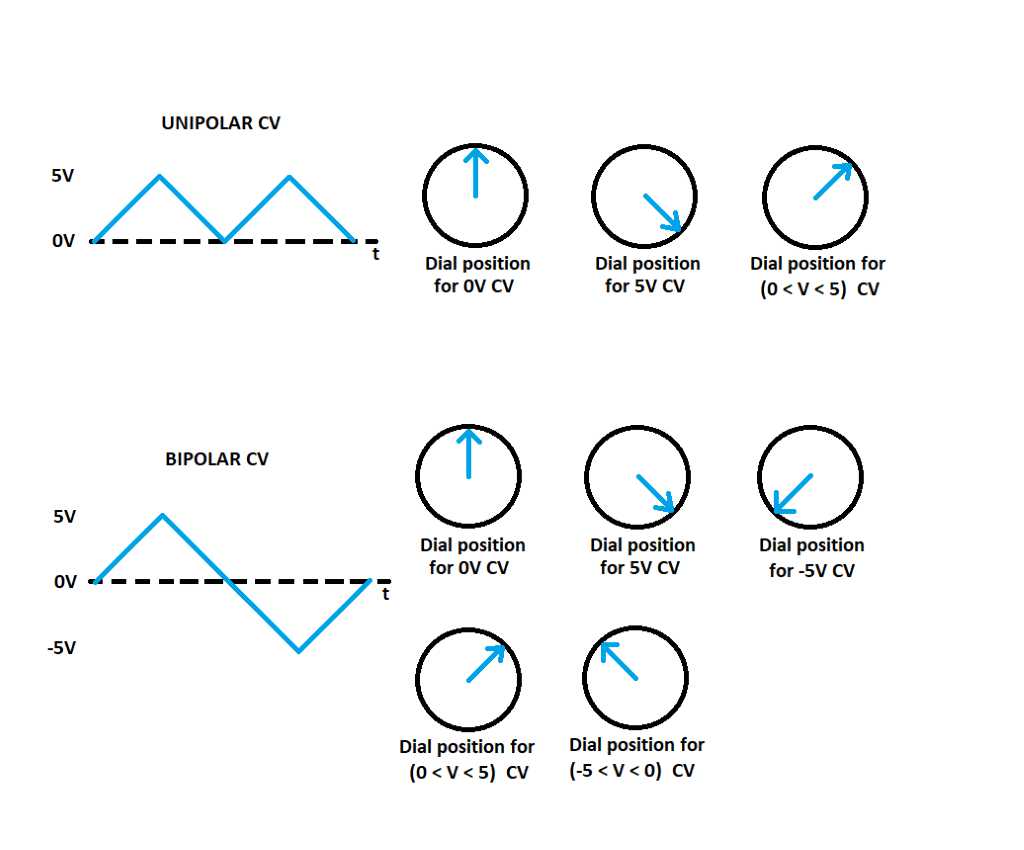 UNIPOLAR CV
5V
0V
t
Dial position
for 0V CV
Dial position
for 5V CV
Dial position for
(0 < V < 5) CV
BIPOLAR CV
5V
0V
-5V
t
Dial position
for 0V CV
Dial position
for 5V CV
Dial position
for -5V CV
Dial position for
(0 < V < 5) CV
Dial position for
(-5 < V < 0) CV